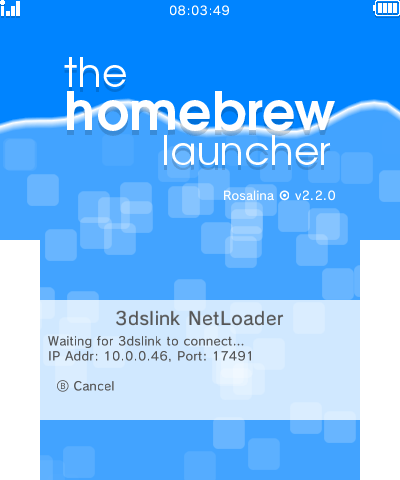 08:03:49
the
homebrew
launcher
Rosalina ⦿ v2.2.0
3dslink NetLoader
Waiting for 3dslink to connect...
IP Addr: 10.0.0.46, Port: 17491
Ⓑ Cancel